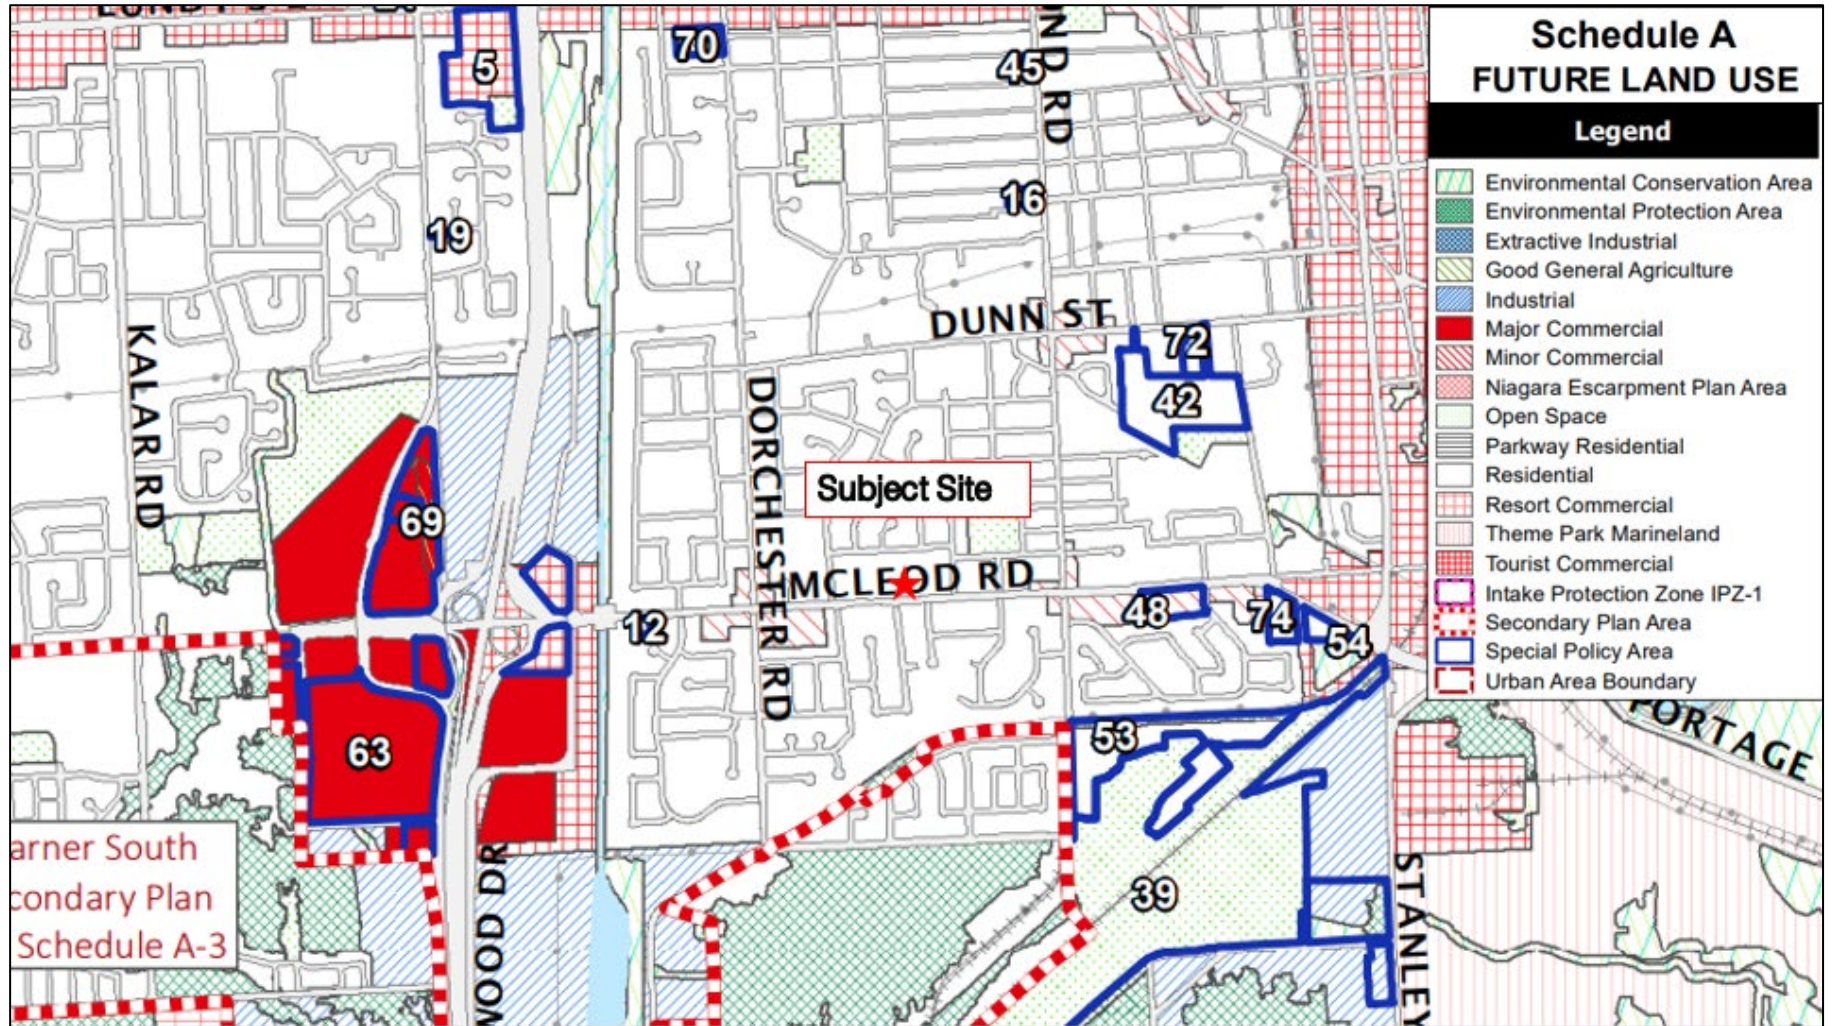 LUNDY'S
5
70
45
ND RD
16
19
KALAR RD
DUNN ST
72
42
DORCHESTER RD
Subject Site
69
MCLEOD RD
12
48
74
54
63
53
39
arner South
condary Plan
Schedule A-3
WOOD DR
STANLEY
PORTAGE
Schedule A
FUTURE LAND USE
Legend
Environmental Conservation Area
Environmental Protection Area
Extractive Industrial
Good General Agriculture
Industrial
Major Commercial
Minor Commercial
Niagara Escarpment Plan Area
Open Space
Parkway Residential
Residential
Resort Commercial
Theme Park Marineland
Tourist Commercial
Intake Protection Zone IPZ-1
Secondary Plan Area
Special Policy Area
Urban Area Boundary